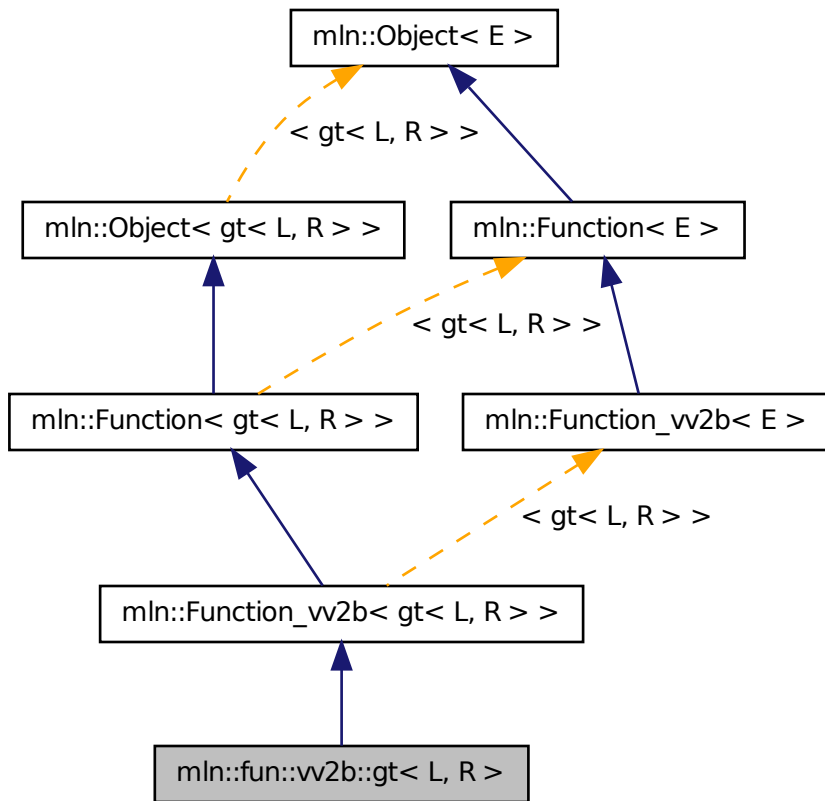 mln::Object< E >
< gt< L, R > >
mln::Object< gt< L, R > >
mln::Function< E >
< gt< L, R > >
mln::Function< gt< L, R > >
mln::Function_vv2b< E >
< gt< L, R > >
mln::Function_vv2b< gt< L, R > >
mln::fun::vv2b::gt< L, R >